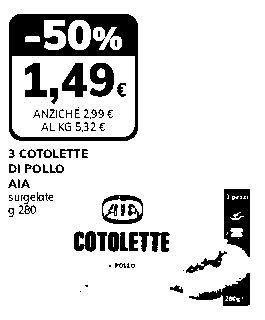 -50%
1,49€
ANZICHÉ 2,99 €
AL KG 5,32 €
3 COTOLETTE
DI POLLO
AIA
surgelate
g 280
AIA
COTOLETTE
POLLO
3 pezzi
280g